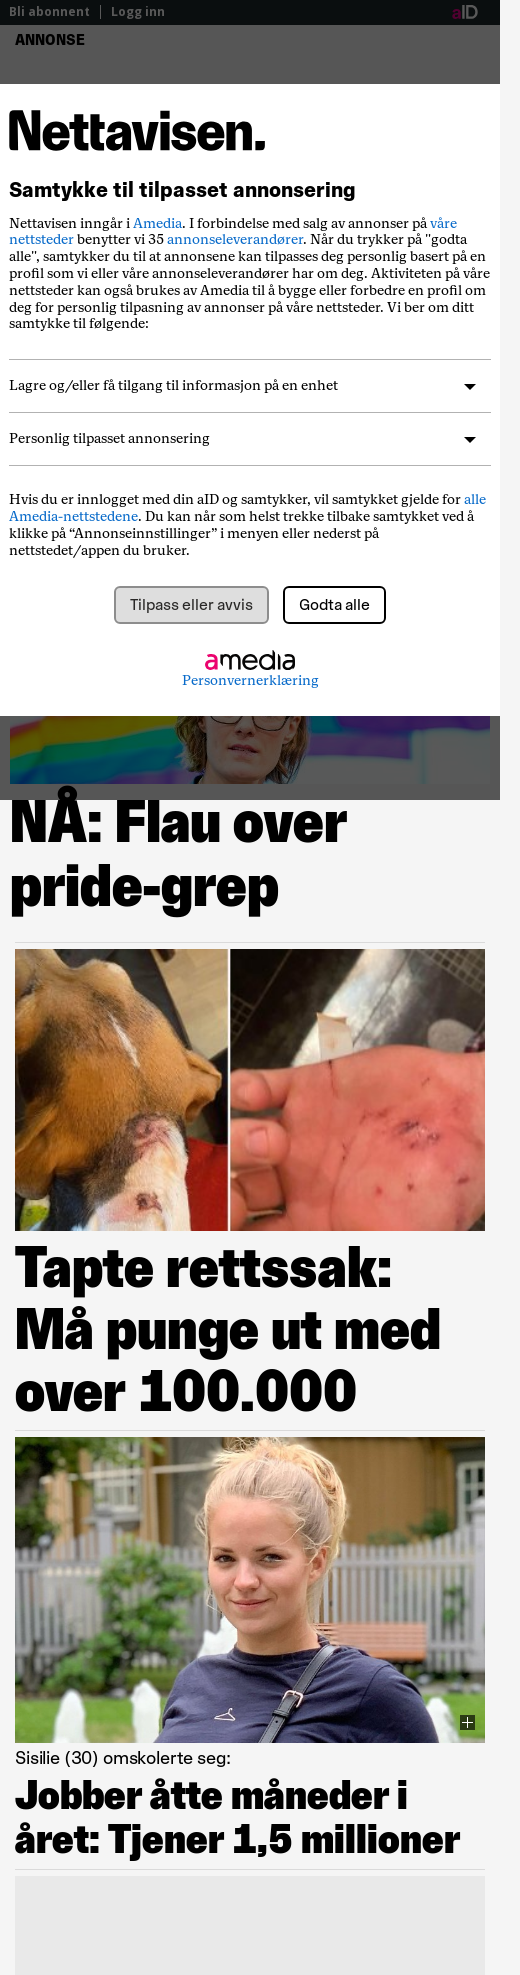 Bli abonnent | Logg inn
aID
ANNONSE
Nettavisen.
Samtykke til tilpasset annonsering
Nettavisen inngår i Amedia. I forbindelse med salg av annonser på våre
nettsteder benytter vi 35 annonseleverandører. Når du trykker på "godta
alle", samtykker du til at annonsene kan tilpasses deg personlig basert på en
profil som vi eller våre annonseleverandører har om deg. Aktiviteten på våre
nettsteder kan også brukes av Amedia til å bygge eller forbedre en profil om
deg for personlig tilpasning av annonser på våre nettsteder. Vi ber om ditt
samtykke til følgende:
Lagre og/eller få tilgang til informasjon på en enhet
Personlig tilpasset annonsering
Hvis du er innlogget med din aID og samtykker, vil samtykket gjelde for alle
Amedia-nettstedene. Du kan når som helst trekke tilbake samtykket ved å
klikke på “Annonseinnstillinger” i menyen eller nederst på
nettstedet/appen du bruker.
Tilpass eller avvis
Godta alle
amedia
Personvernerklæring
NÅ: Flau over
pride-grep
Tapte rettssak:
Må punge ut med
over 100.000
Sisilie (30) omskolerte seg:
Jobber åtte måneder i
året: Tjener 1,5 millioner